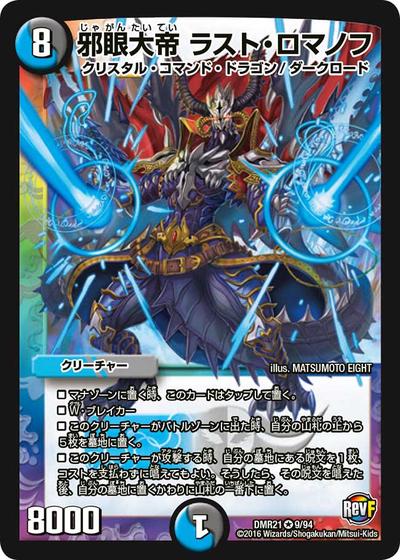 8
じゃがんたいてい
邪眼大帝 ラスト・ロマノフ
クリスタル・コマンド・ドラゴン/ダークロード
illus. MATSUMOTO EIGHT
クリーチャー
■ マナゾーンに置く時、このカードはタップして置く。
■ W・ブレイカー
■ このクリーチャーがバトルゾーンに出た時、自分の山札の上から
５枚を墓地に置く。
■ このクリーチャーが攻撃する時、自分の墓地にある呪文を１枚、
コストを支払わずに唱えてもよい。そうしたら、その呪文を唱えた
後、自分の墓地に置くかわりに山札の一番下に置く。
RevF
8000
1
DMR21 ✪ 9/94
©2016 Wizards/Shogakukan/Mitsui-Kids